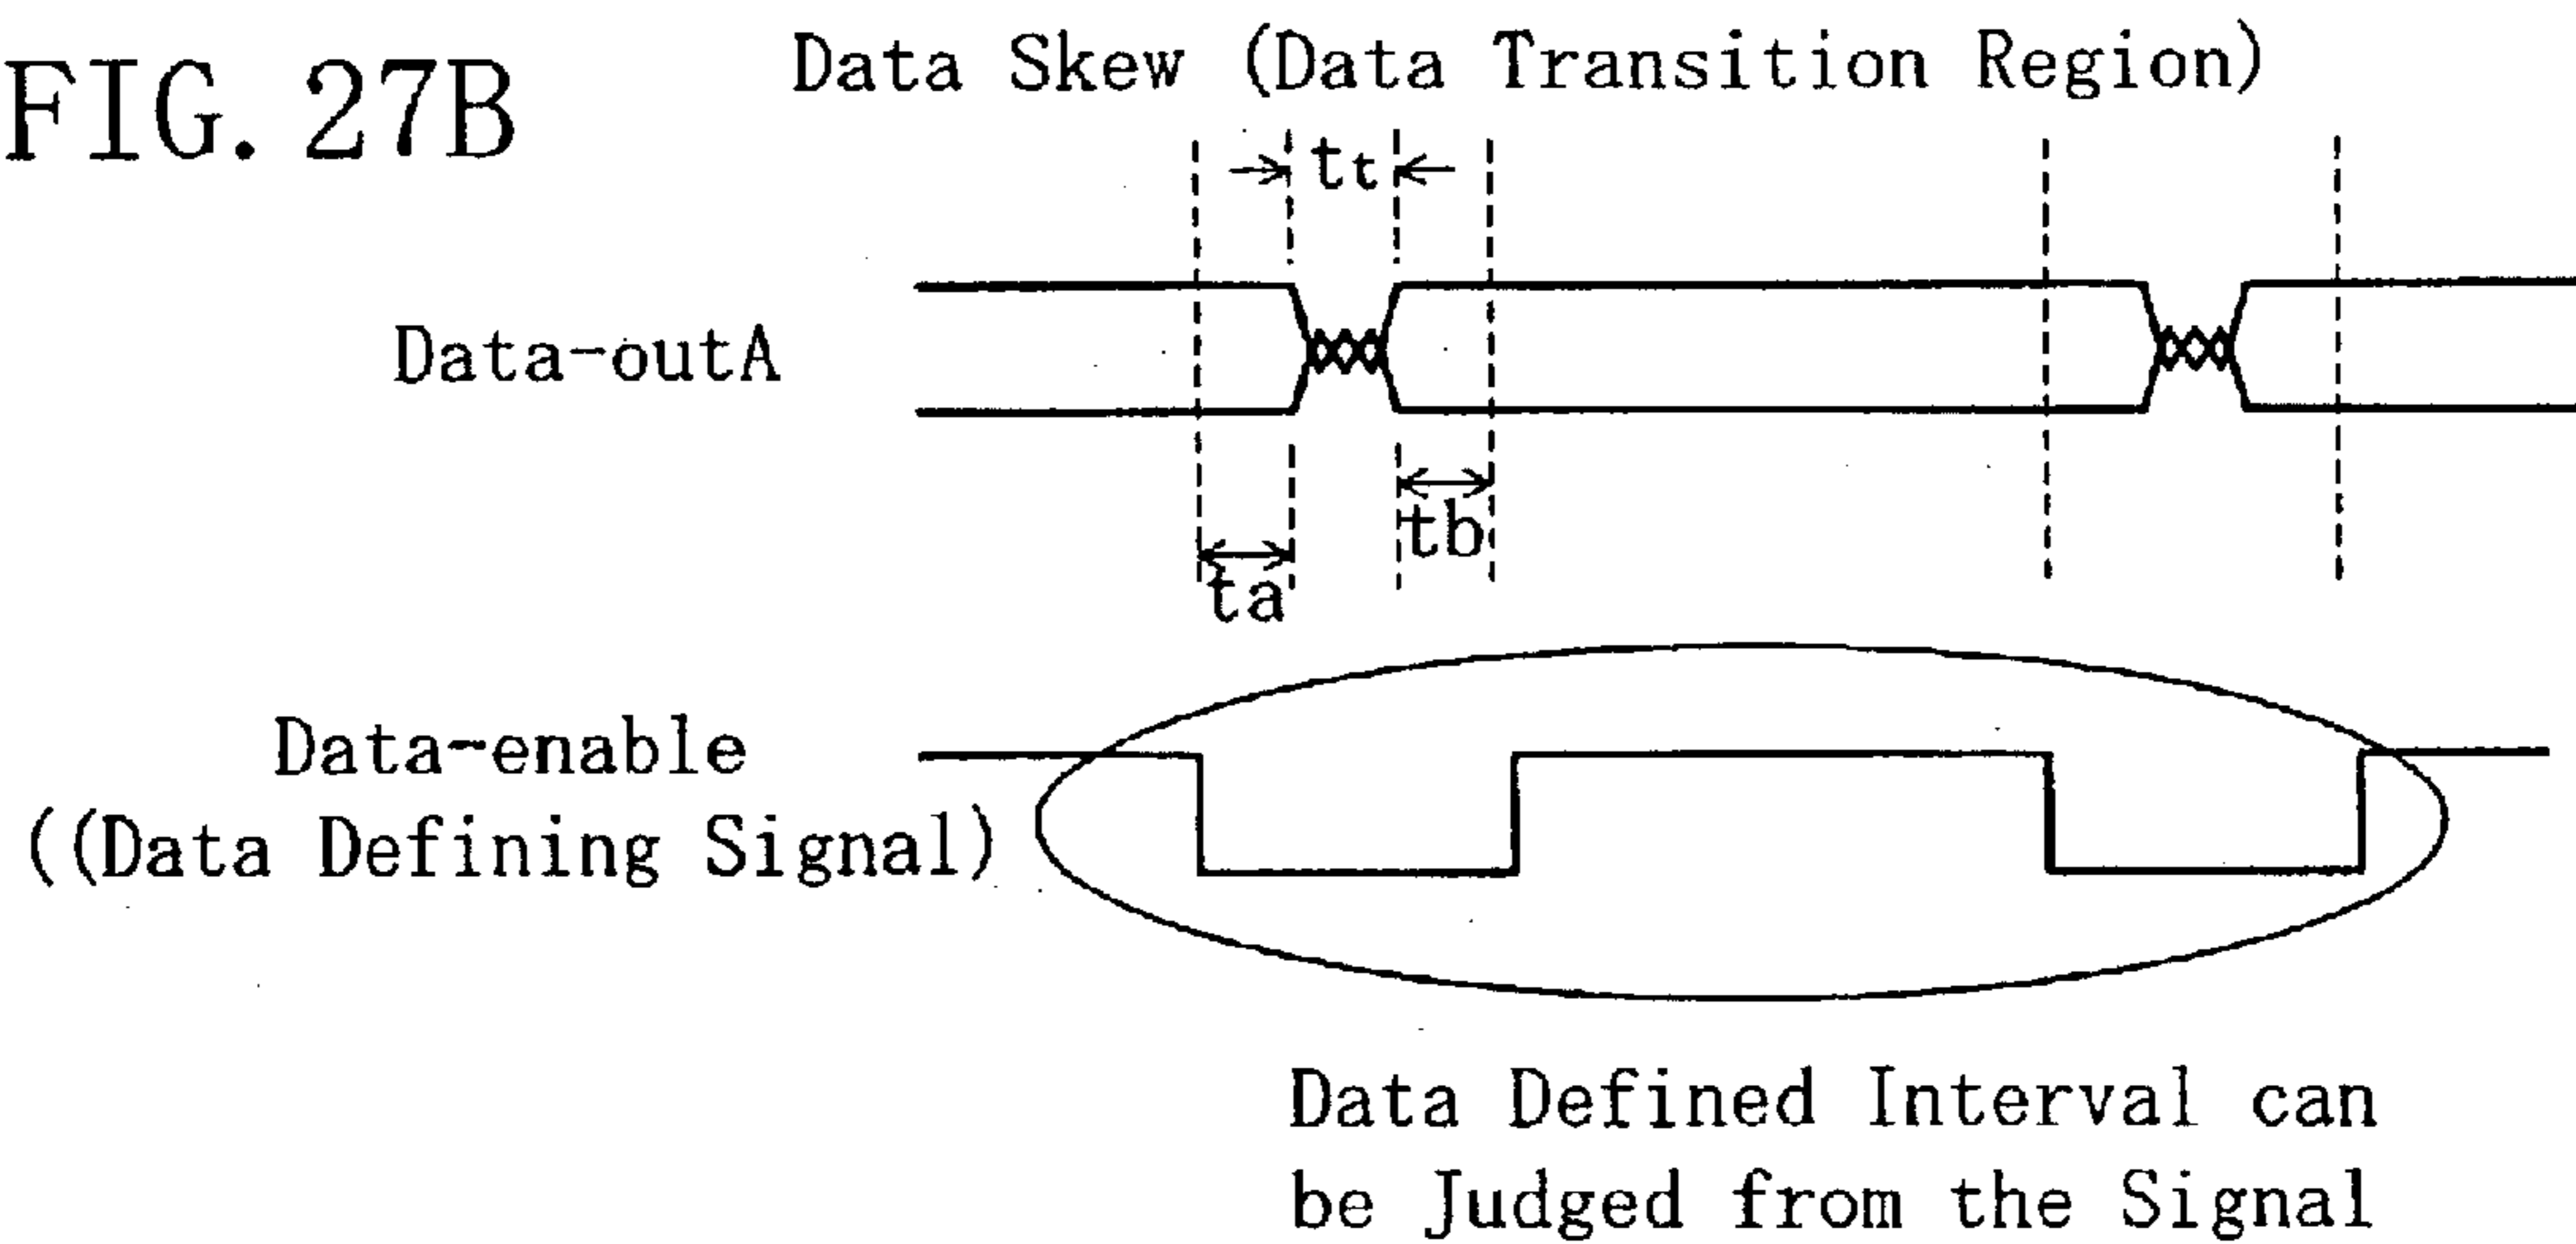 FIG. 27B
Data Skew (Data Transition Region)
tt
Data-outA
tb
ta
Data-enable
((Data Defining Signal)
Data Defined Interval can
be Judged from the Signal